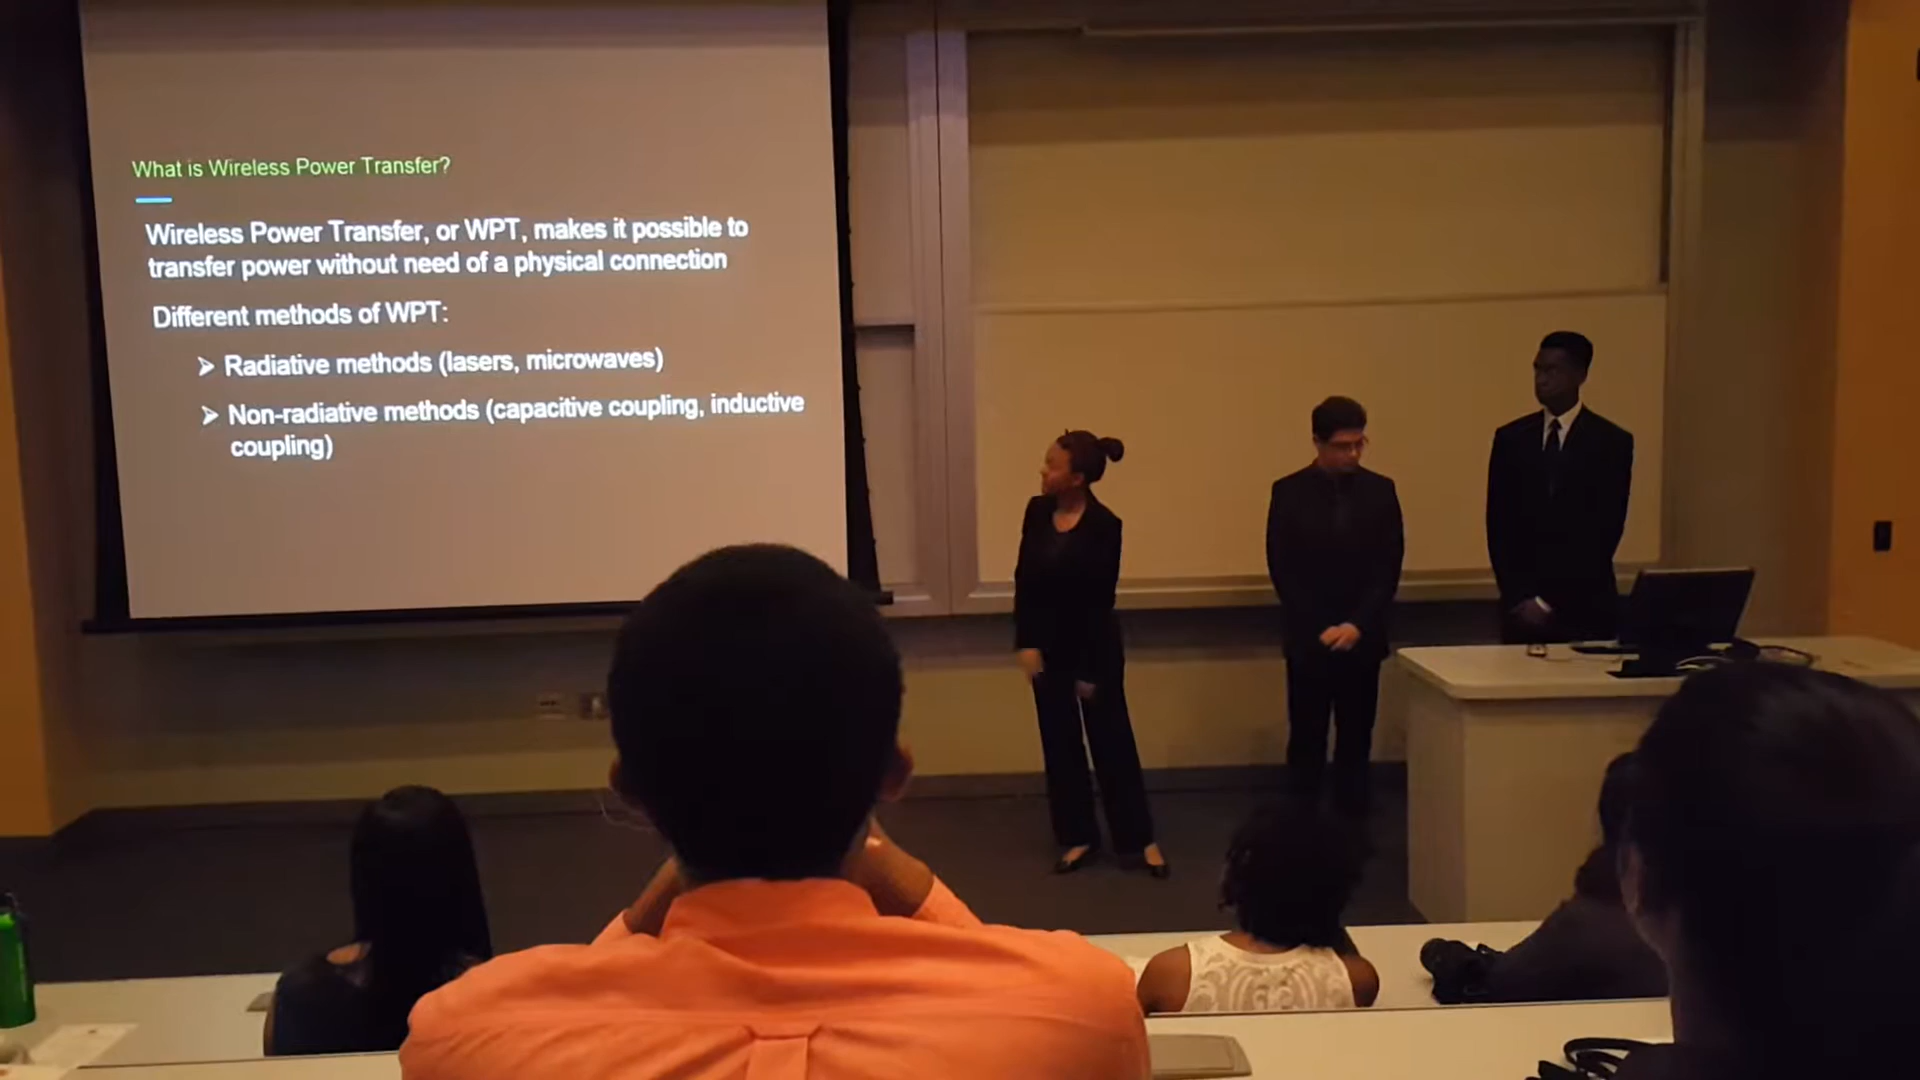 What is Wireless Power Transfer?
Wireless Power Transfer, or WPT, makes it possible to
transfer power without need of a physical connection
Different methods of WPT:
➢ Radiative methods (lasers, microwaves)
➢ Non-radiative methods (capacitive coupling, inductive
coupling)